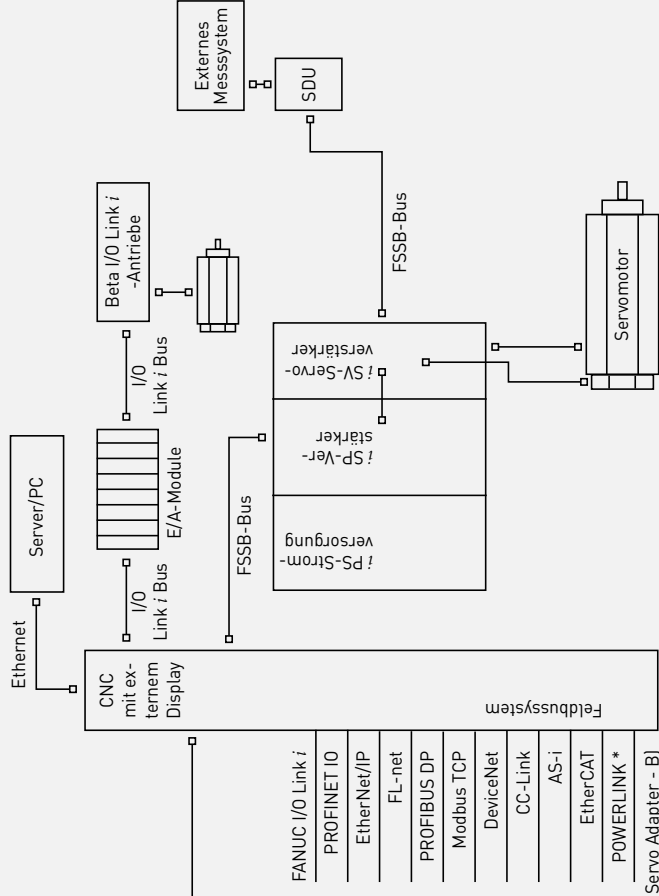 Externes
Messsystem
SDU
FSSB-Bus
Beta I/O Link i
-Antriebe
I/O
Link i Bus
E/A-Module
I/O
Link i Bus
Server/PC
Ethernet
FSSB-Bus
i SV-Servo-
verstärker
i SP-Ver-
stärker
i PS-Strom-
versorgung
Servomotor
CNC
mit ex-
ternem
Display
Feldbussystem
FANUC I/O Link i
PROFINET IO
EtherNet/IP
FL-net
PROFIBUS DP
Modbus TCP
DeviceNet
CC-Link
AS-i
EtherCAT
POWERLINK *
Servo Adapter - B)